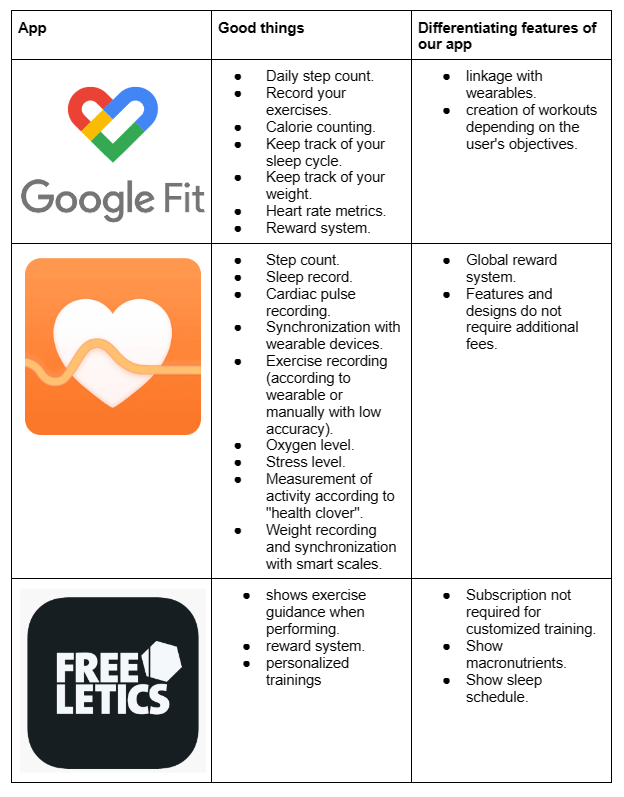 App
Good things
Differentiating features of
our app
Google Fit
● Daily step count.
● Record your
exercises.
● Calorie counting.
● Keep track of your
sleep cycle.
● Keep track of your
weight.
● Heart rate metrics.
● Reward system.
● linkage with
wearables.
● creation of workouts
depending on the
user's objectives.
● Step count.
● Sleep record.
● Cardiac pulse
recording.
● Synchronization with
wearable devices.
● Exercise recording
(according to
wearable or
manually with low
accuracy).
● Oxygen level.
● Stress level.
● Measurement of
activity according to
"health clover".
● Weight recording
and synchronization
with smart scales.
● Global reward
system.
● Features and
designs do not
require additional
fees.
FREE
LETICS
● shows exercise
guidance when
performing.
● reward system.
● personalized
trainings
● Subscription not
required for
customized training.
● Show
macronutrients.
● Show sleep
schedule.